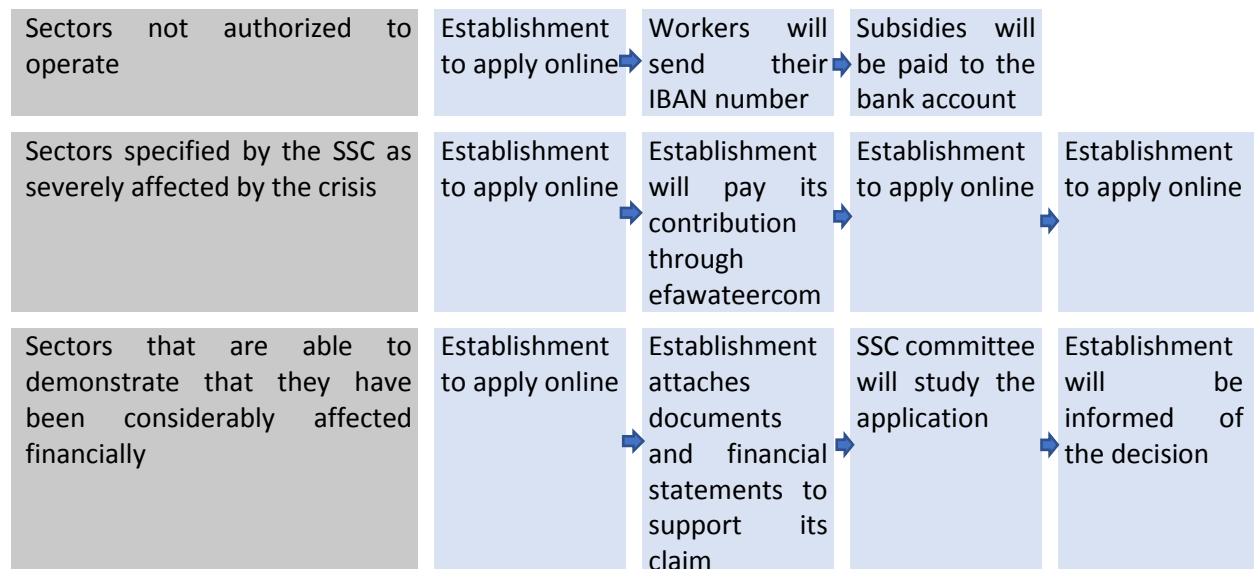 Sectors not authorized to
operate
Establishment
to apply online
Workers will
send their
IBAN number
Subsidies will
be paid to the
bank account
Sectors specified by the SSC as
severely affected by the crisis
Establishment
to apply online
Establishment
will pay its
contribution
through
efawateercom
Establishment
to apply online
Establishment
to apply online
Sectors that are able to
demonstrate that they have
been considerably affected
financially
Establishment
to apply online
Establishment
attaches
documents
and financial
statements to
support its
claim
SSC committee
will study the
application
Establishment
will be
informed of
the decision